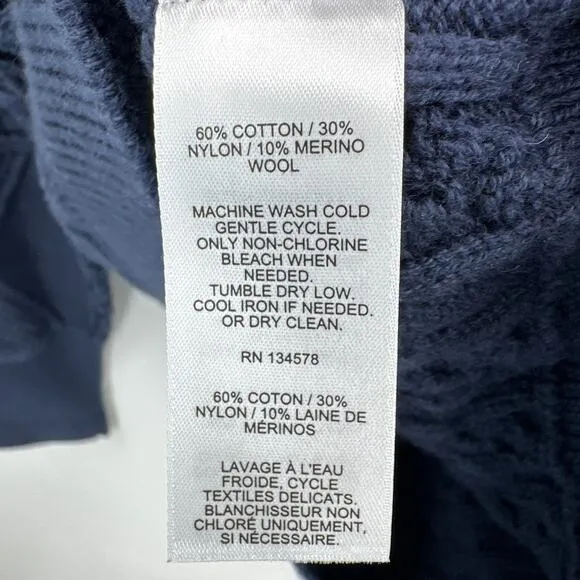 60% COTTON / 30%
NYLON / 10% MERINO
WOOL
MACHINE WASH COLD
GENTLE CYCLE.
ONLY NON-CHLORINE
BLEACH WHEN
NEEDED.
TUMBLE DRY LOW.
COOL IRON IF NEEDED.
OR DRY CLEAN.
RN 134578
60% COTON / 30%
NYLON / 10% LAINE DE
MÉRINOS
LAVAGE À L'EAU
FROIDE, CYCLE
TEXTILES DELICATS.
BLANCHISSEUR NON
CHLORÉ UNIQUEMENT,
SI NÉCESSAIRE.